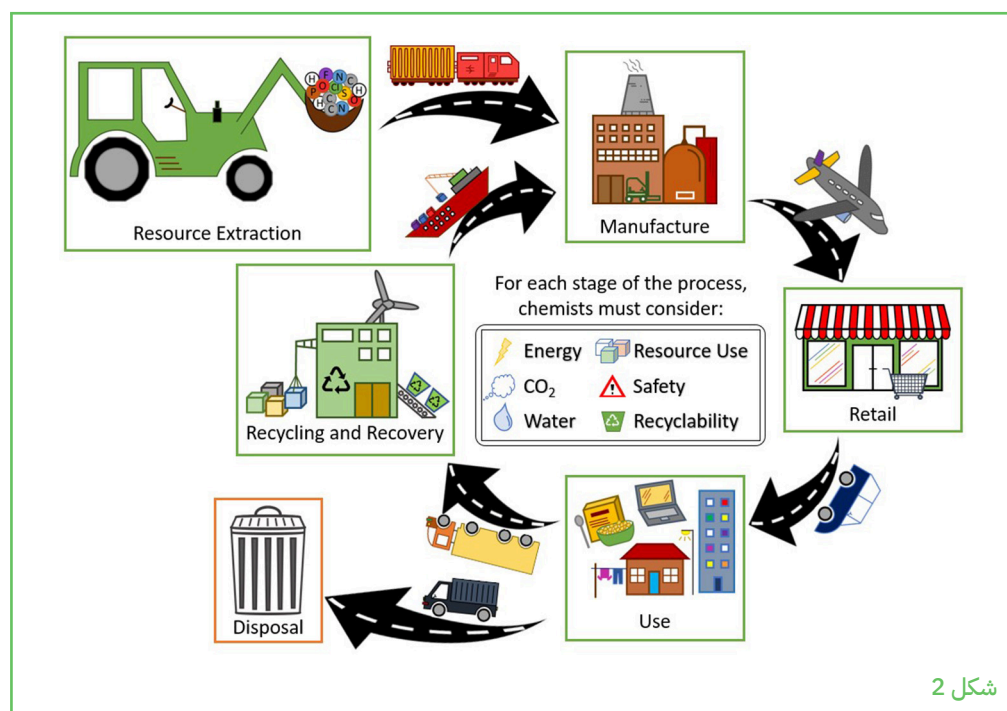 H F N C
P O Cl S H
H C C N O
Resource Extraction
Manufacture
For each stage of the process,
chemists must consider:
Energy
Resource Use
CO₂
Safety
Water
Recyclability
Retail
Recycling and Recovery
Use
Disposal
شكل 2